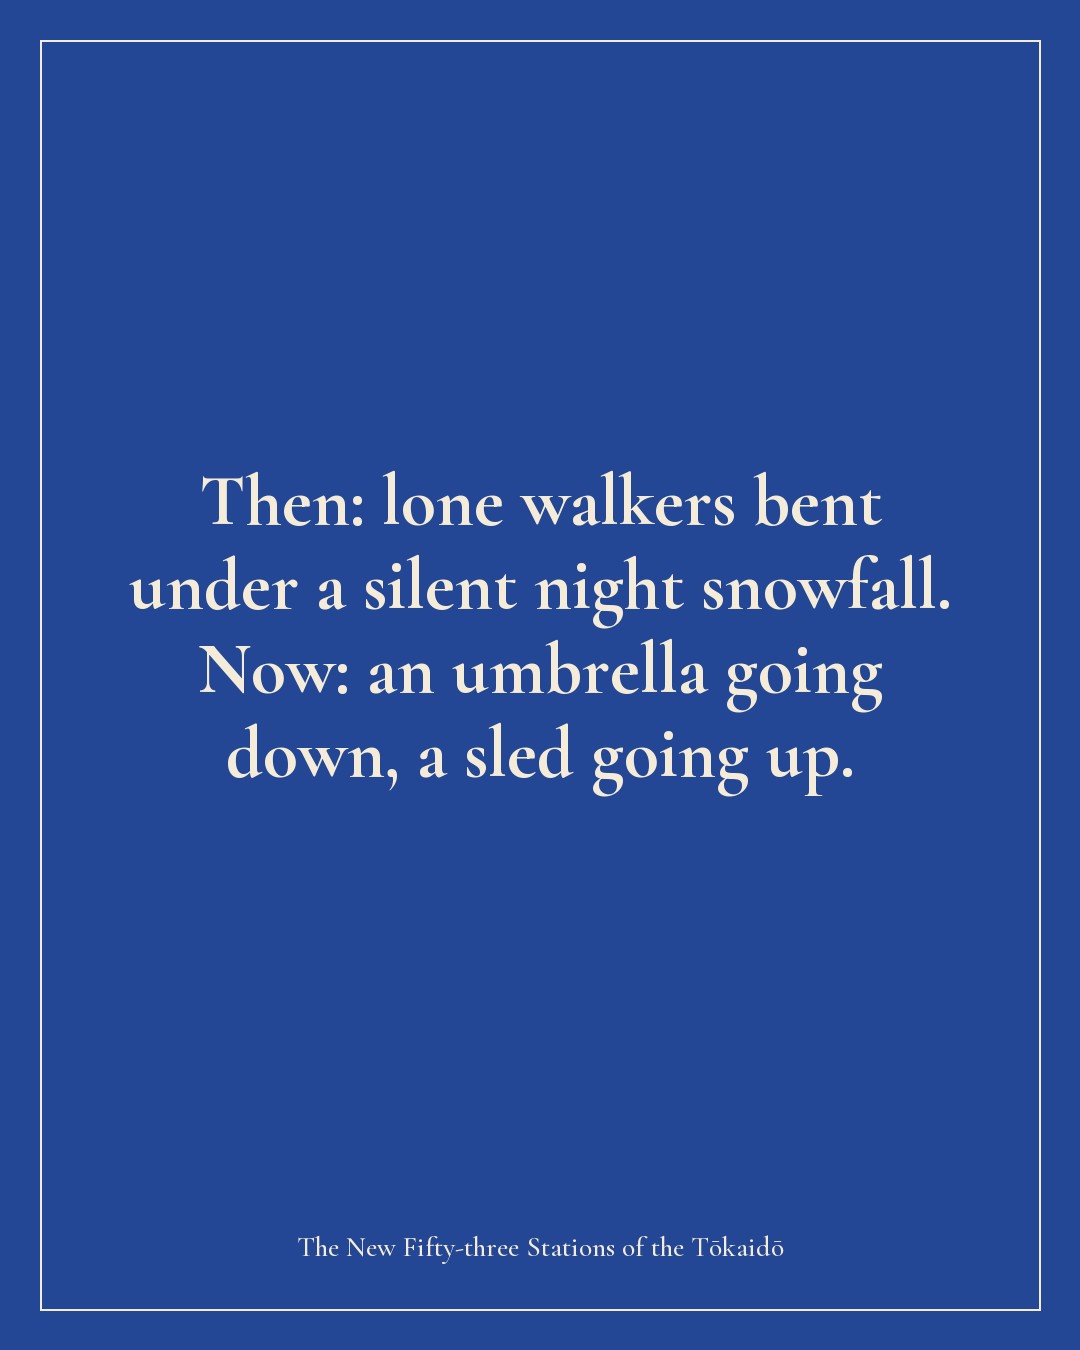 Then: lone walkers bent
under a silent night snowfall.
Now: an umbrella going
down, a sled going up.
The New Fifty-three Stations of the Tōkaidō